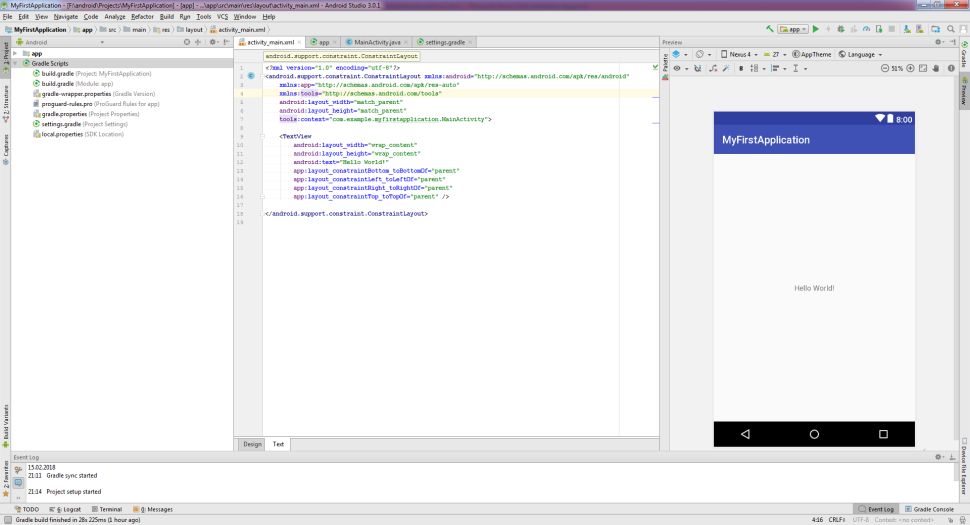 MyFirstApplication - [F:\android\Projects\MyFirstApplication] - [app] - ...\app\src\main\res\layout\activity_main.xml - Android Studio 3.0.1
File Edit View Navigate Code Analyze Refactor Build Run Tools VCS Window Help
MyFirstApplication app src main res layout activity_main.xml
app
Android
activity_main.xml app MainActivity.java settings.gradle
Preview
app
Gradle Scripts
build.gradle (Project: MyFirstApplication)
build.gradle (Module: app)
gradle-wrapper.properties (Gradle Version)
proguard-rules.pro (ProGuard Rules for app)
gradle.properties (Project Properties)
settings.gradle (Project Settings)
local.properties (SDK Location)
1: Project
Z: Structure
Captures
Build Variants
2: Favorites
android.support.constraint.ConstraintLayout
1 <?xml version="1.0" encoding="utf-8"?>
2 <android.support.constraint.ConstraintLayout xmlns:android="http://schemas.android.com/apk/res/android"
3 xmlns:app="http://schemas.android.com/apk/res-auto"
4 xmlns:tools="http://schemas.android.com/tools"
5 android:layout_width="match_parent"
6 android:layout_height="match_parent"
7 tools:context="com.example.myfirstapplication.MainActivity">
8
9 <TextView
10 android:layout_width="wrap_content"
11 android:layout_height="wrap_content"
12 android:text="Hello World!"
13 app:layout_constraintBottom_toBottomOf="parent"
14 app:layout_constraintLeft_toLeftOf="parent"
15 app:layout_constraintRight_toRightOf="parent"
16 app:layout_constraintTop_toTopOf="parent" />
17
18 </android.support.constraint.ConstraintLayout>
19
Design Text
Palette
Nexus 4 27 AppTheme Language
8 51%
8:00
MyFirstApplication
Hello World!
Gradle
Preview
Device File Explorer
Event Log
15.02.2018
21:11 Gradle sync started
21:14 Project setup started
TODO 6: Logcat Terminal 0: Messages
Event Log Gradle Console
Gradle build finished in 28s 225ms (1 hour ago)
4:16 CRLF UTF-8 Context: <no context>